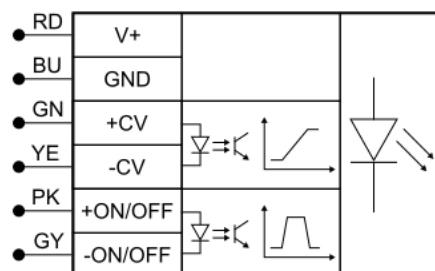 RD V+
BU GND
GN +CV
YE -CV
PK +ON/OFF
GY -ON/OFF